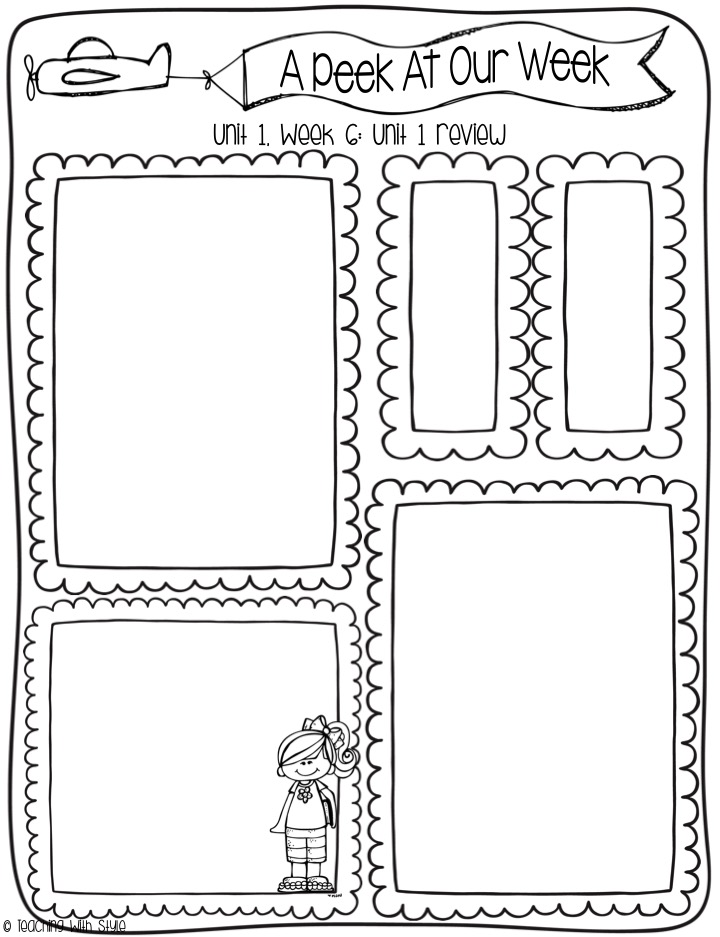 A Peek At Our Week
Unit 1, Week 6: Unit 1 review
© Teaching With Style